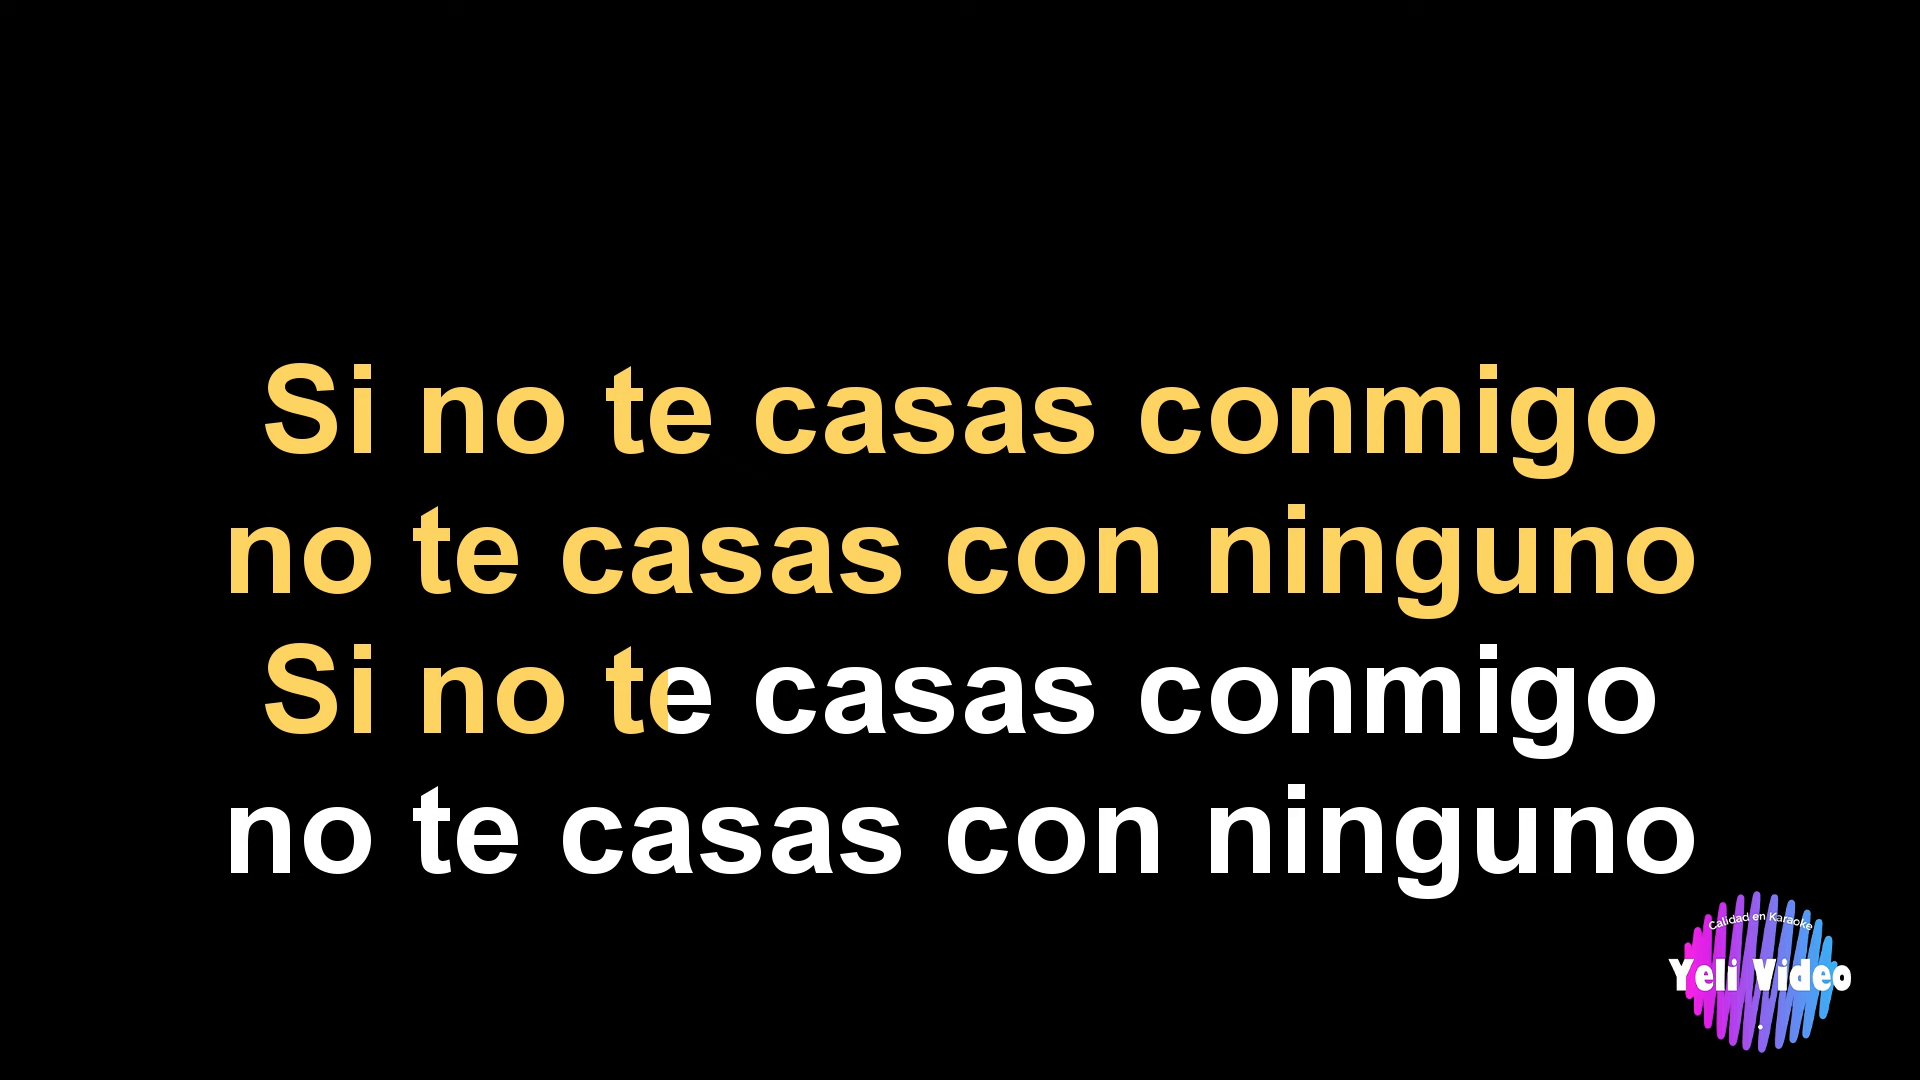 Si no te casas conmigo
no te casas con ninguno
Si no te casas conmigo
no te casas con ninguno
Calidad en Karaoke
Yeli Video